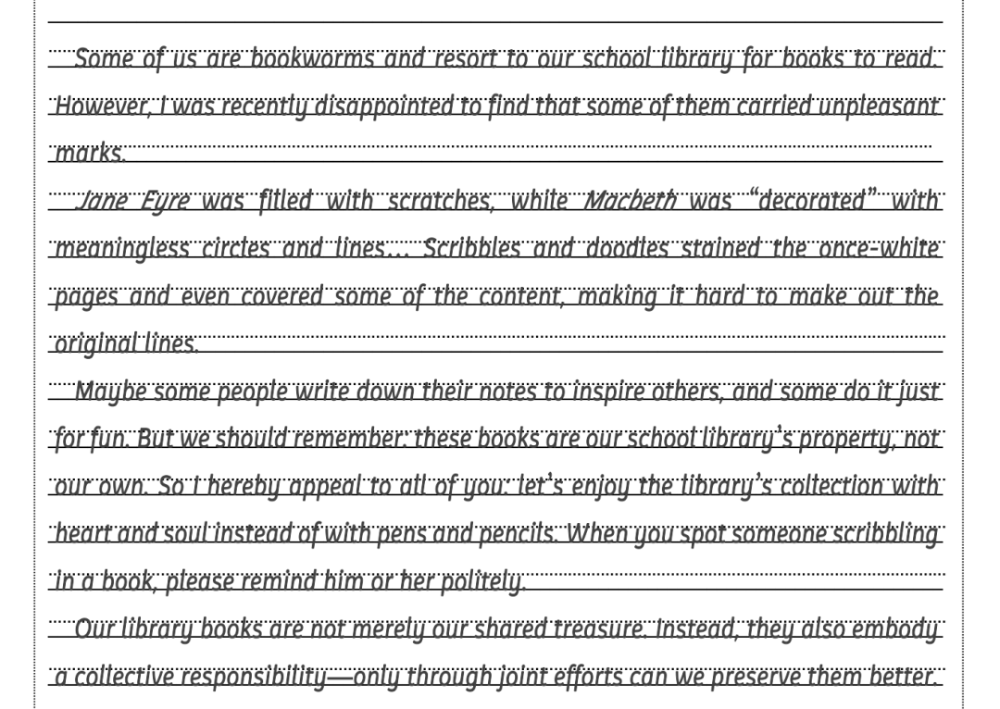 Some of us are bookworms and resort to our school library for books to read.
However, I was recently disappointed to find that some of them carried unpleasant
marks.
Jane Eyre was filled with scratches, while Macbeth was “decorated” with
meaningless circles and lines… Scribbles and doodles stained the once-white
pages and even covered some of the content, making it hard to make out the
original lines.
Maybe some people write down their notes to inspire others, and some do it just
for fun. But we should remember: these books are our school library’s property, not
our own. So I hereby appeal to all of you: let’s enjoy the library’s collection with
heart and soul instead of with pens and pencils. When you spot someone scribbling
in a book, please remind him or her politely.
Our library books are not merely our shared treasure. Instead, they also embody
a collective responsibility—only through joint efforts can we preserve them better.